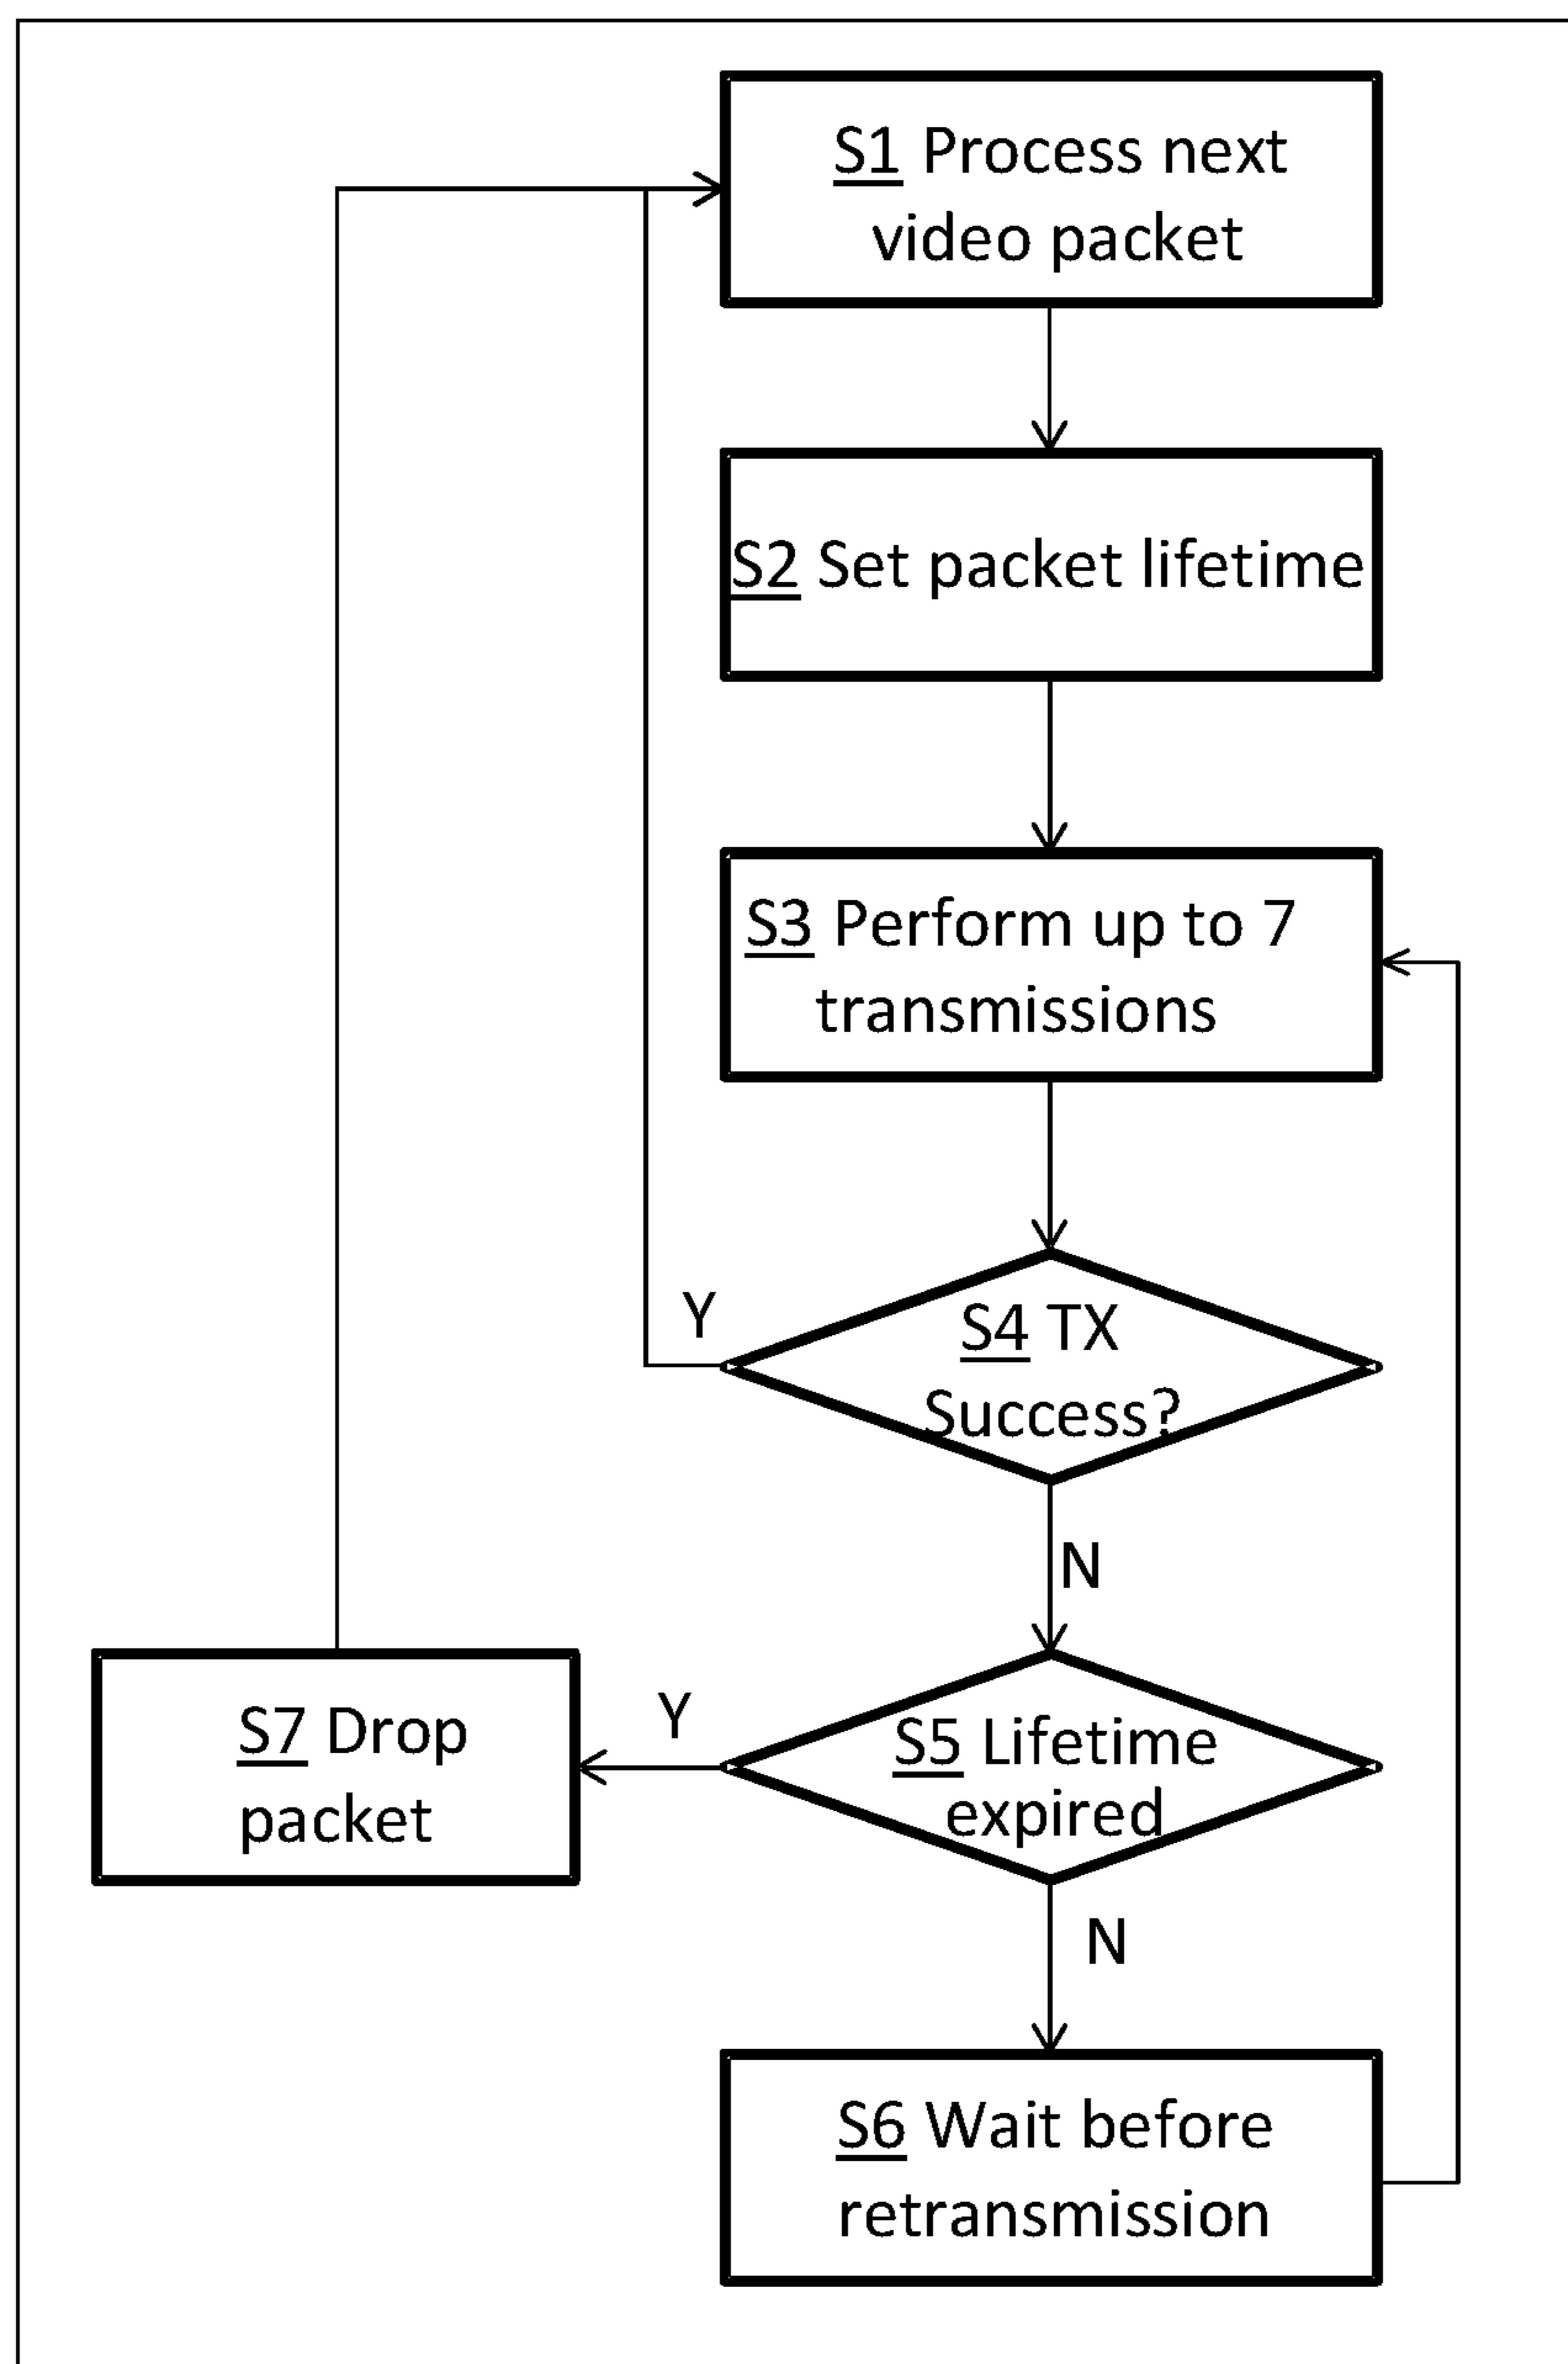 S1 Process next
video packet
S2 Set packet lifetime
S3 Perform up to 7
transmissions
Y
S4 TX
Success?
N
S7 Drop
packet
Y
S5 Lifetime
expired
N
S6 Wait before
retransmission